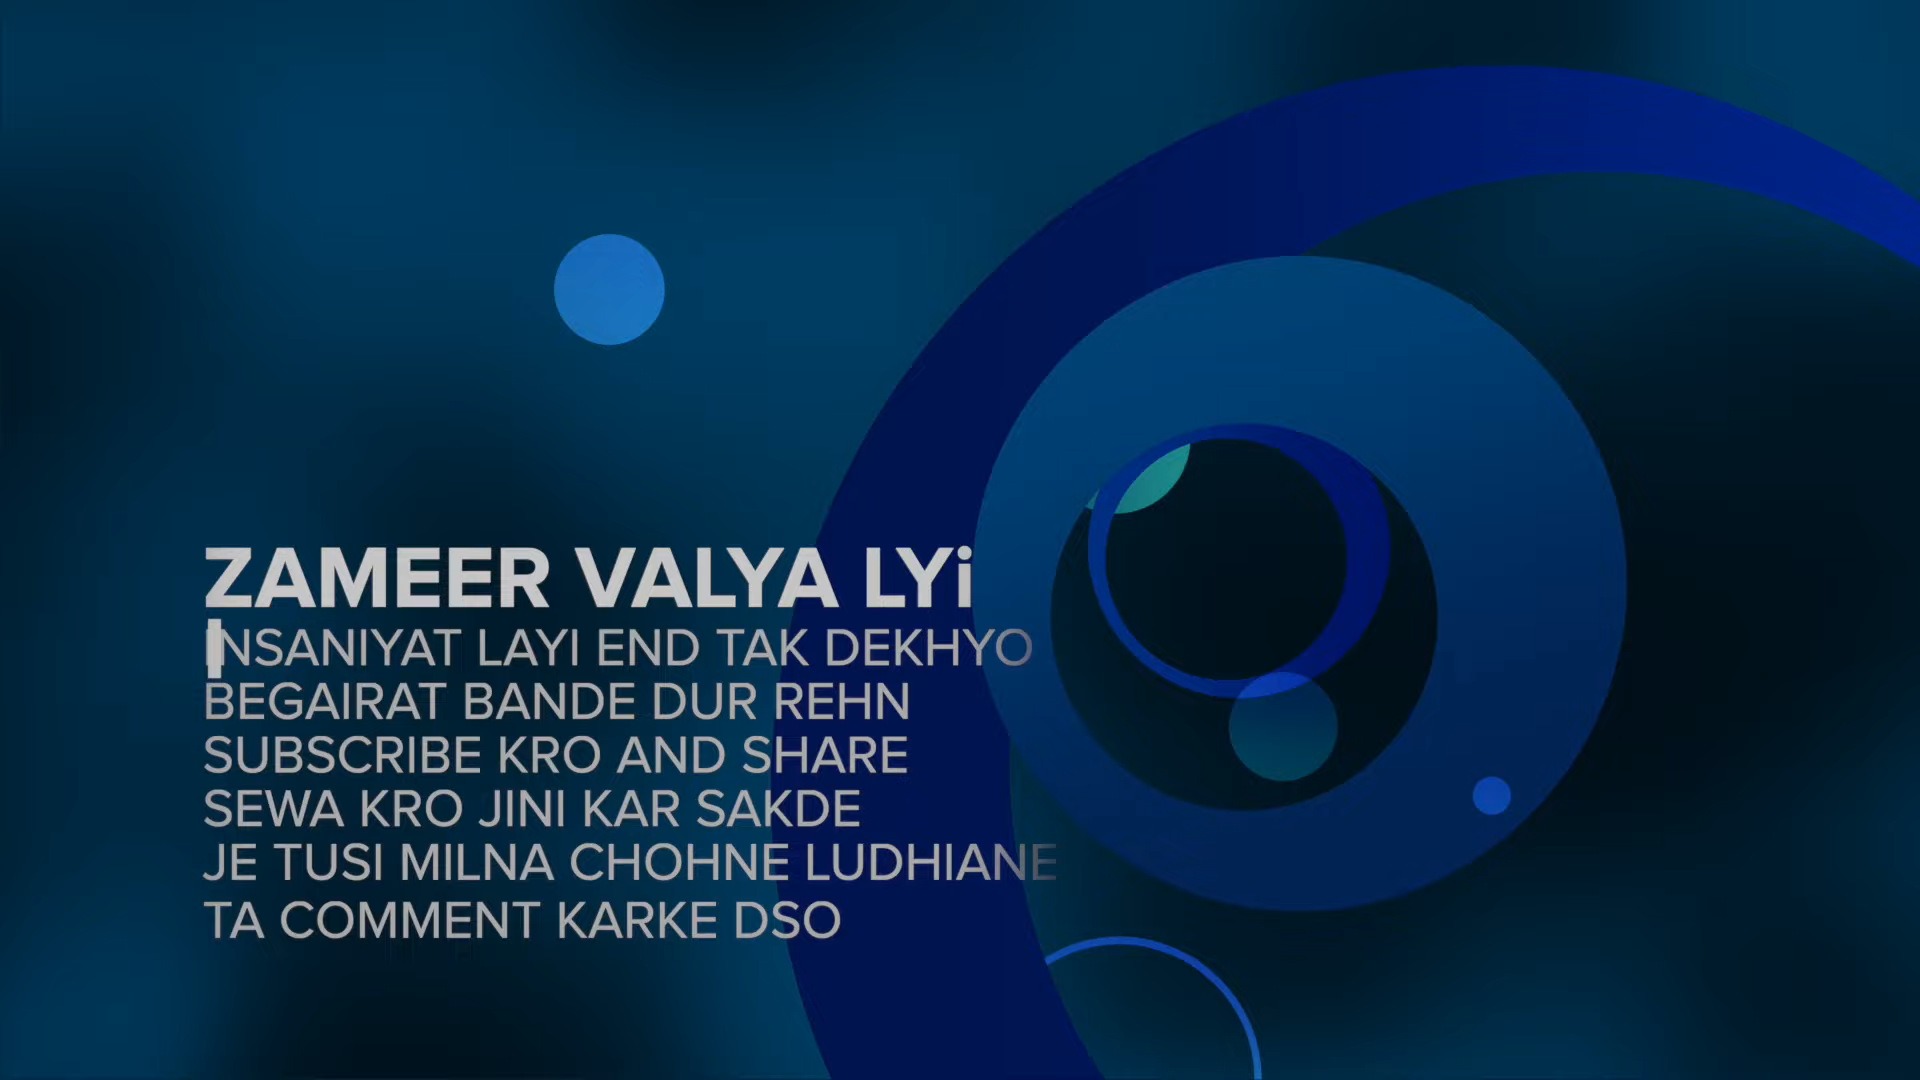 ZAMEER VALYA LYi
INSANIYAT LAYI END TAK DEKHYO
BEGAIRAT BANDE DUR REHN
SUBSCRIBE KRO AND SHARE
SEWA KRO JINI KAR SAKDE
JE TUSI MILNA CHOHNE LUDHIANE
TA COMMENT KARKE DSO